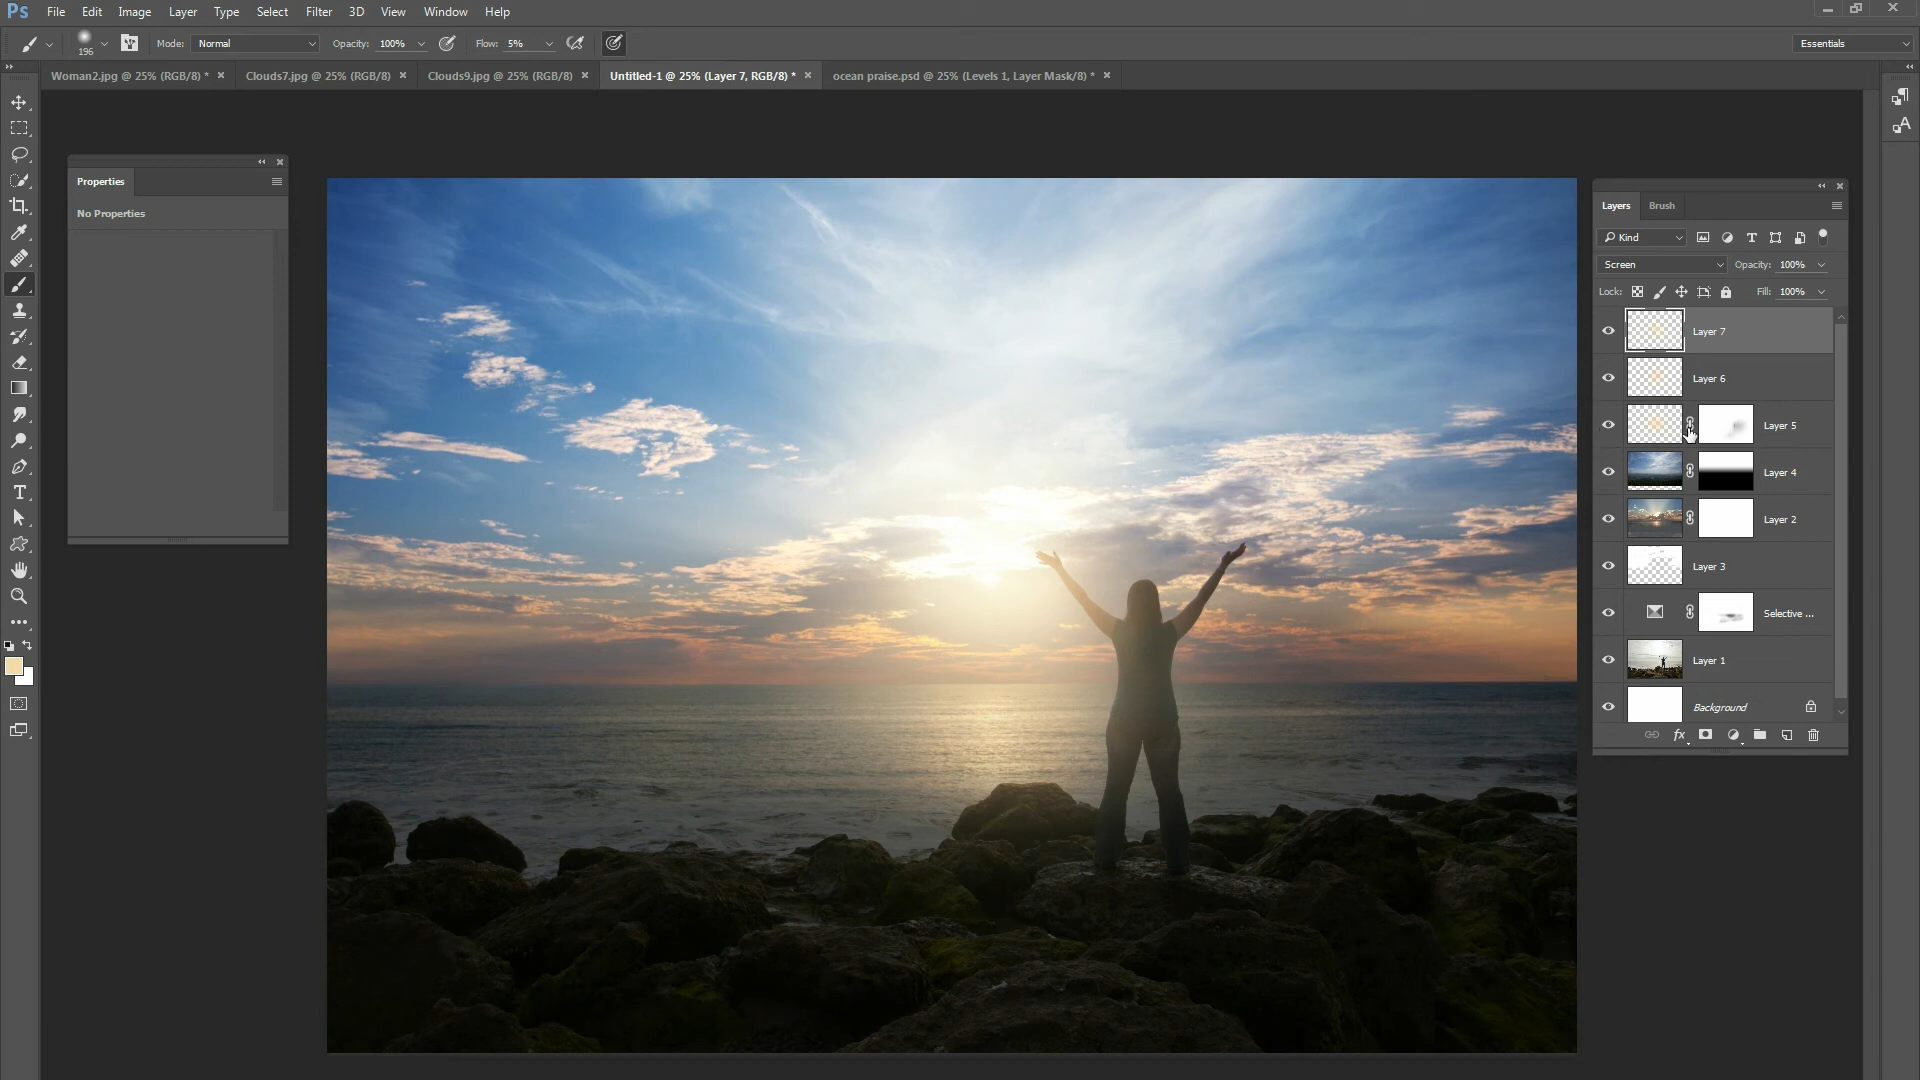 Ps File Edit Image Layer Type Select Filter 3D View Window Help
196 Mode: Normal Opacity: 100% Flow: 5% Essentials
Woman2.jpg @ 25% (RGB/8) * × Clouds7.jpg @ 25% (RGB/8) × Clouds9.jpg @ 25% (RGB/8) × Untitled-1 @ 25% (Layer 7, RGB/8) * × ocean praise.psd @ 25% (Levels 1, Layer Mask/8) * ×
Properties
No Properties
Layers Brush
Kind
Screen Opacity: 100%
Lock: Fill: 100%
Layer 7
Layer 6
Layer 5
Layer 4
Layer 2
Layer 3
Selective ...
Layer 1
Background
fx